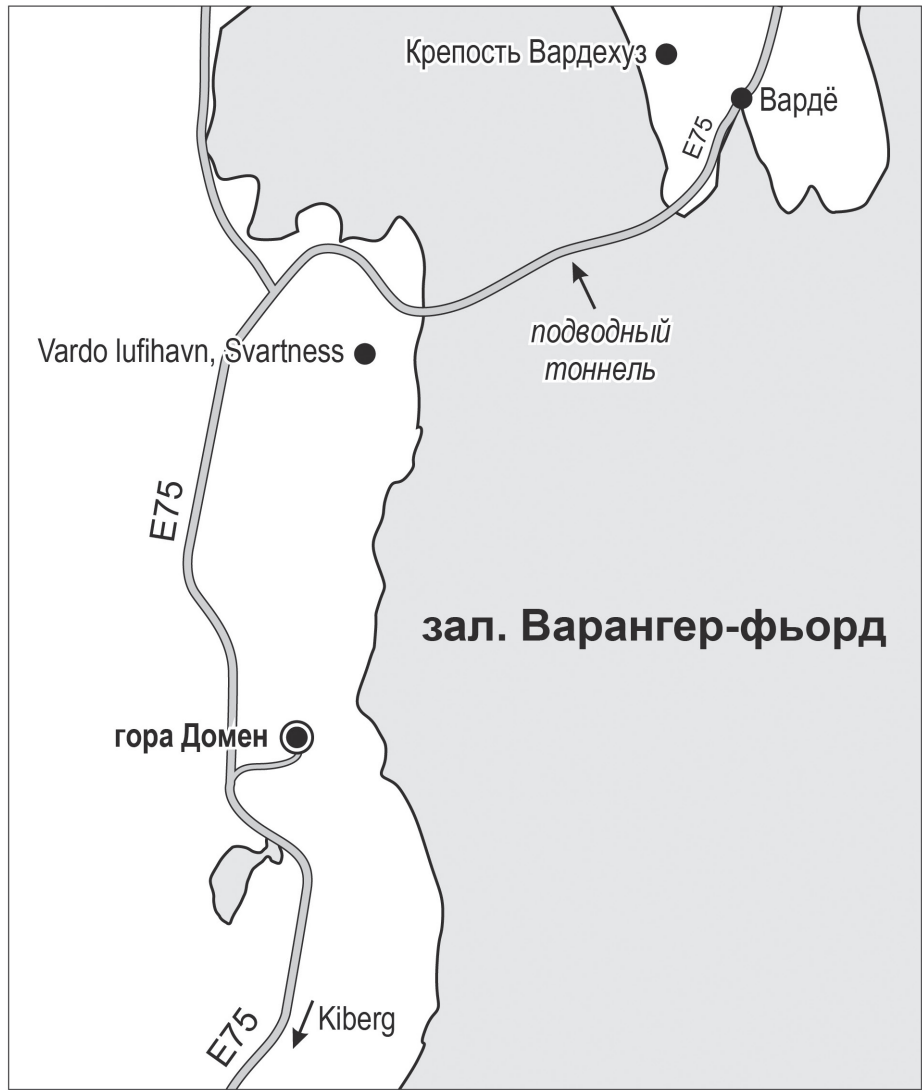 Крепость Вардехуз
Вардё
E75
подводный
тоннель
Vardo lufihavn, Svartness
E75
зал. Варангер-фьорд
гора Домен
Kiberg
E75